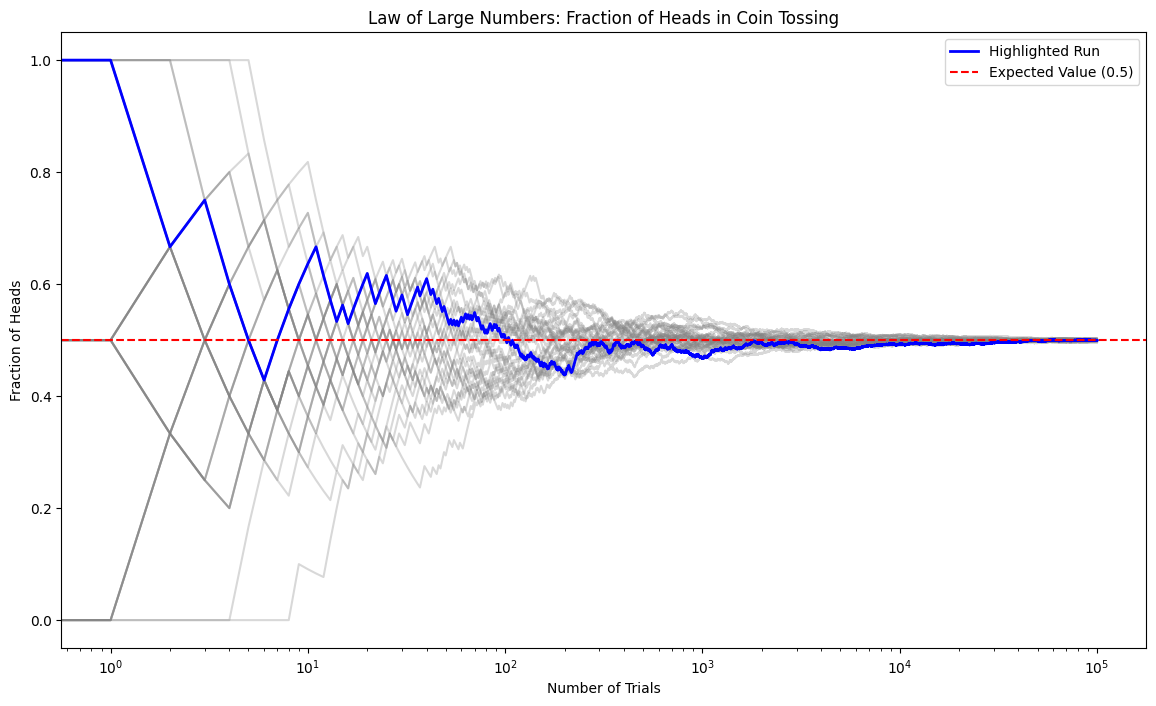 Law of Large Numbers: Fraction of Heads in Coin Tossing
Highlighted Run
Expected Value (0.5)
Fraction of Heads
1.0
0.8
0.6
0.4
0.2
0.0
10⁰ 10¹ 10² 10³ 10⁴ 10⁵
Number of Trials